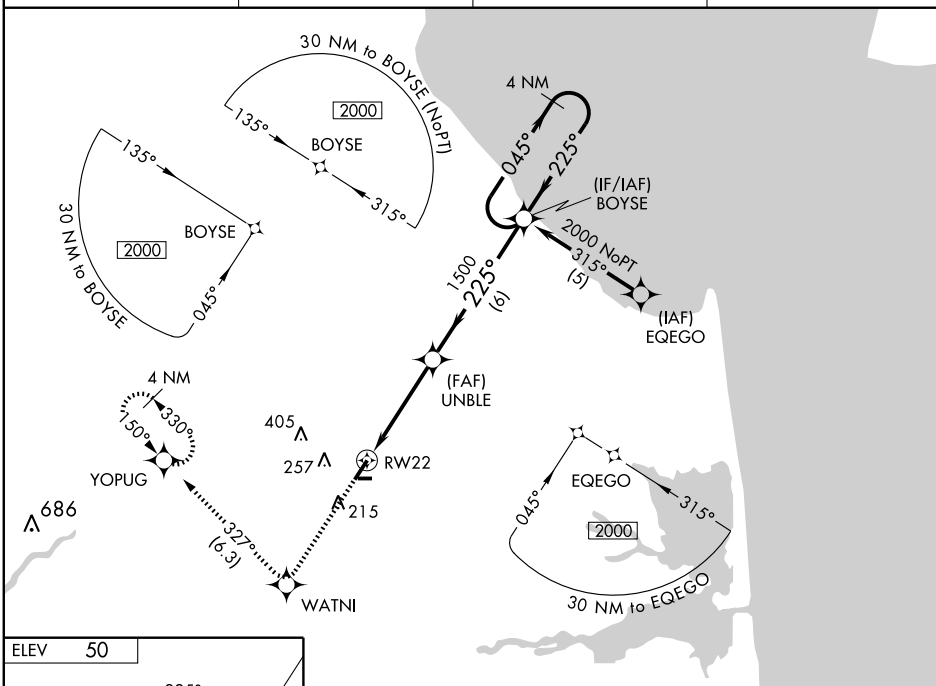 30 NM to BOYSE (NoPT)
2000
135°
BOYSE
315°
4 NM
045°
225°
(IF/IAF)
BOYSE
2000 NoPT
315°
(5)
(IAF)
EQEGO
135°
BOYSE
2000
045°
30 NM to BOYSE
1500
225°
(6)
(FAF)
UNBLE
4 NM
330°
150°
YOPUG
405
257
RW22
215
686
327°
(6.3)
WATNI
EQEGO
045°
315°
2000
30 NM to EQEGO
ELEV 50